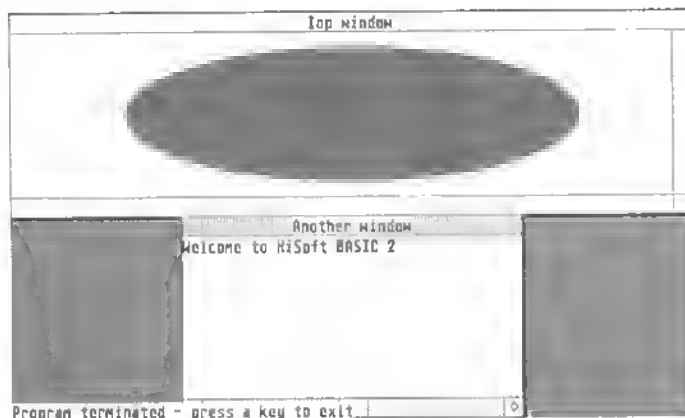 Top window
Another window
Welcome to HiSoft BASIC 2
Program terminated - press a key to exit